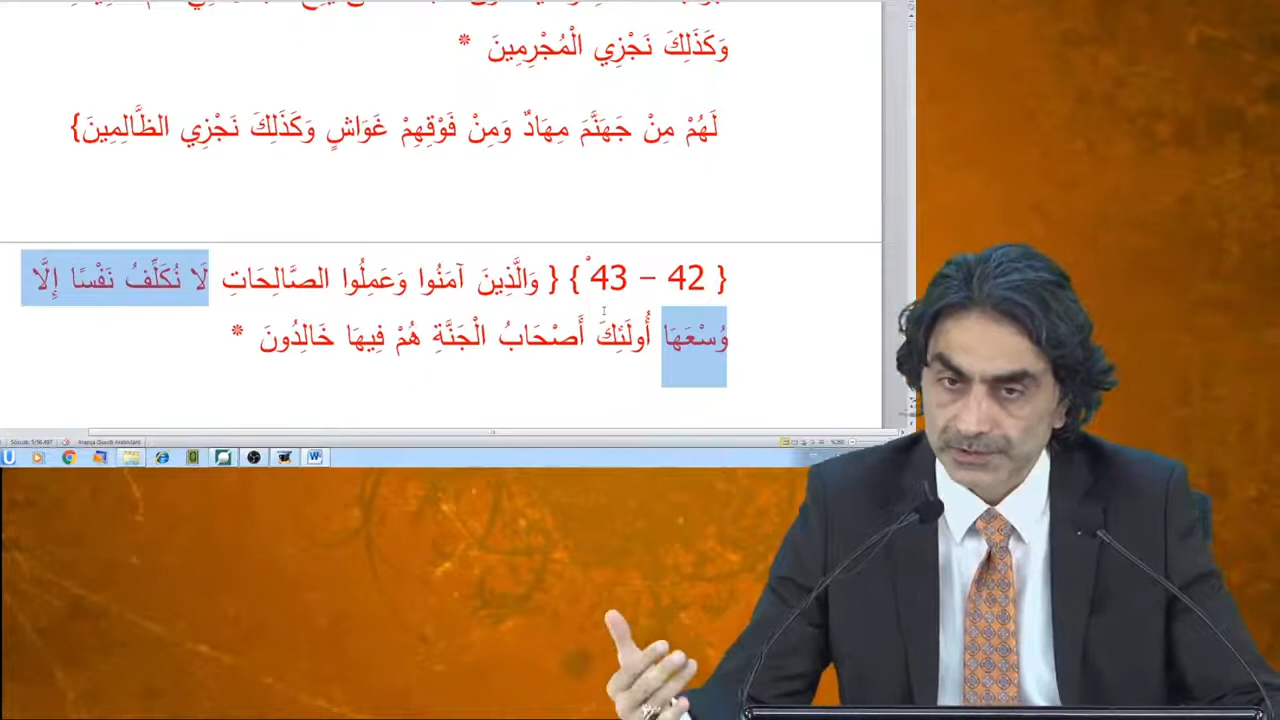 وَكَذَلِكَ نَجْزِي الْمُجْرِمِينَ *
لَهُمْ مِنْ جَهَنَّمَ مِهَادٌ وَمِنْ فَوْقِهِمْ غَوَاشٍ وَكَذَلِكَ نَجْزِي الظَّالِمِينَ}
{ 42 – 43 } { وَالَّذِينَ آمَنُوا وَعَمِلُوا الصَّالِحَاتِ لَا نُكَلِّفُ نَفْسًا إِلَّا
وُسْعَهَا أُولَئِكَ أَصْحَابُ الْجَنَّةِ هُمْ فِيهَا خَالِدُونَ *